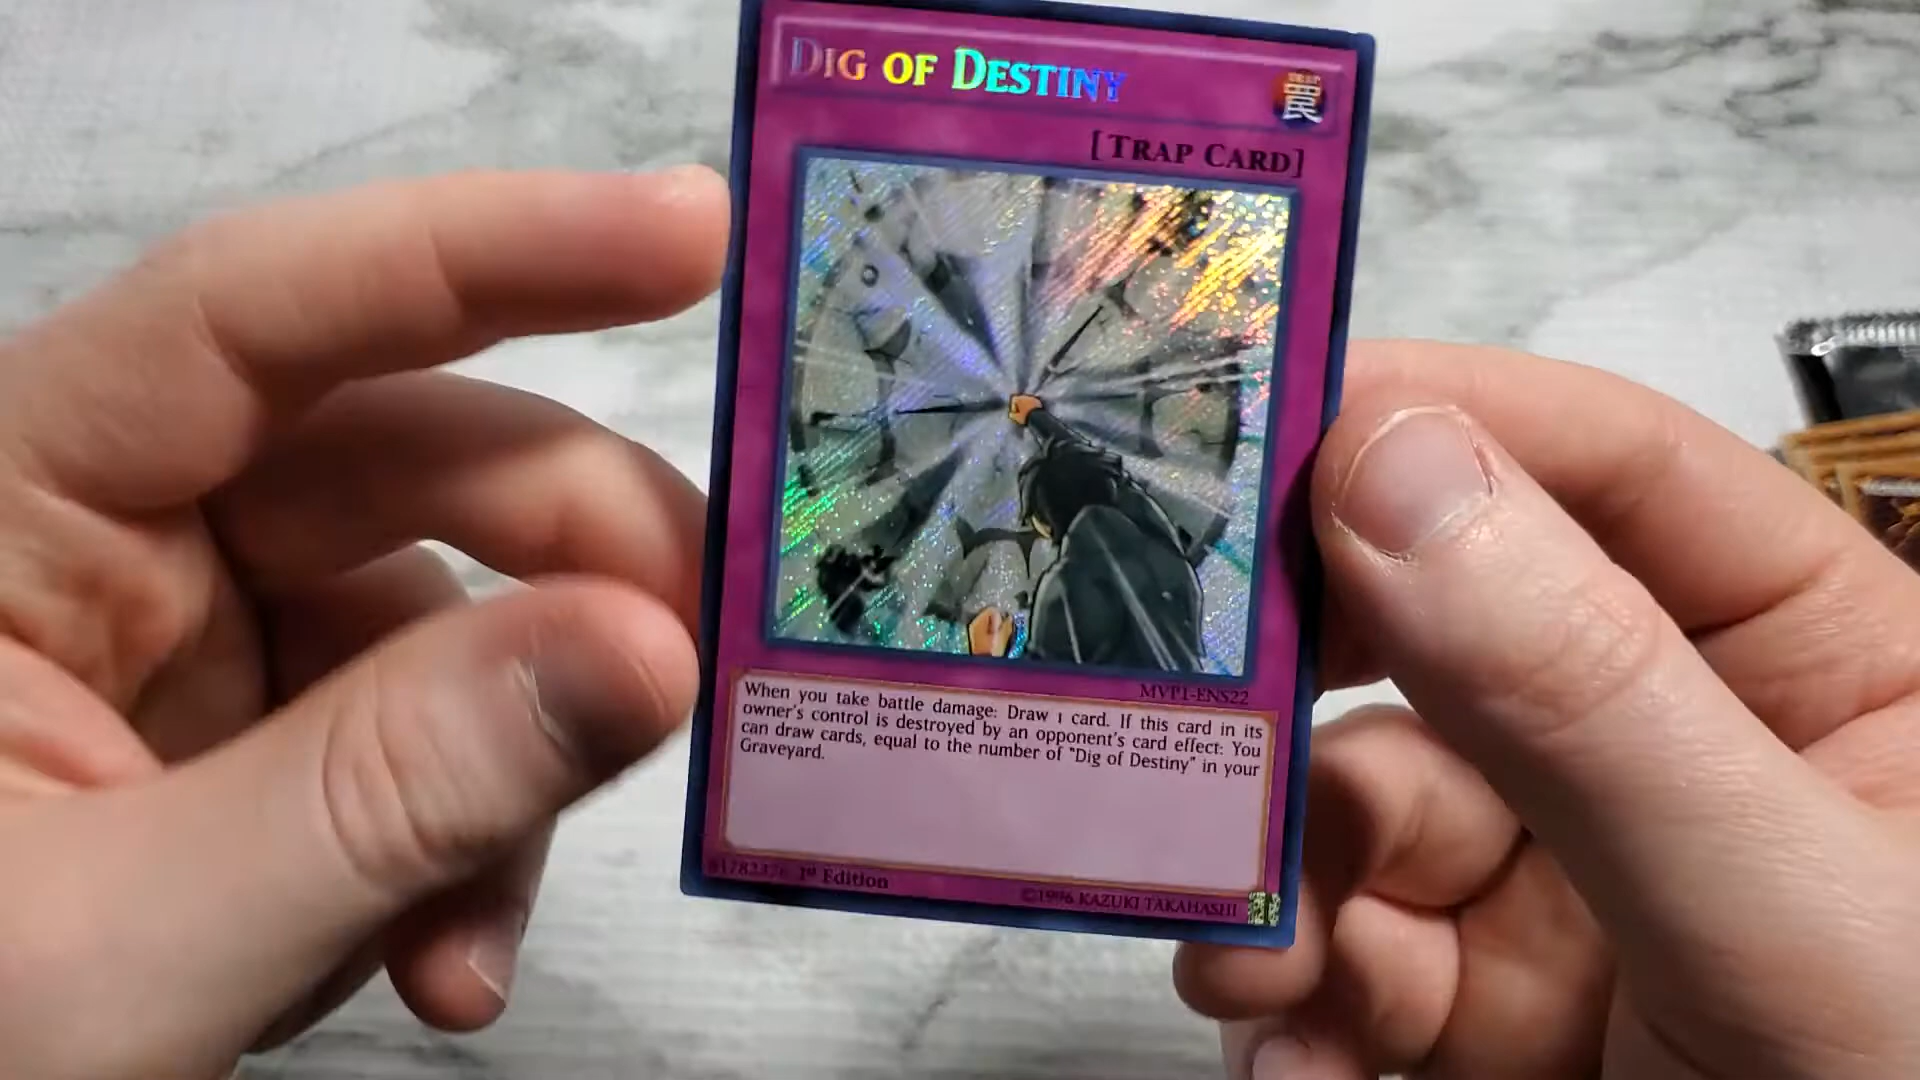 DIG OF DESTINY
[TRAP CARD]
MVP1-ENS22
When you take battle damage: Draw 1 card. If this card in its
owner's control is destroyed by an opponent's card effect: You
can draw cards, equal to the number of "Dig of Destiny" in your
Graveyard.
1st Edition
©1996 KAZUKI TAKAHASHI